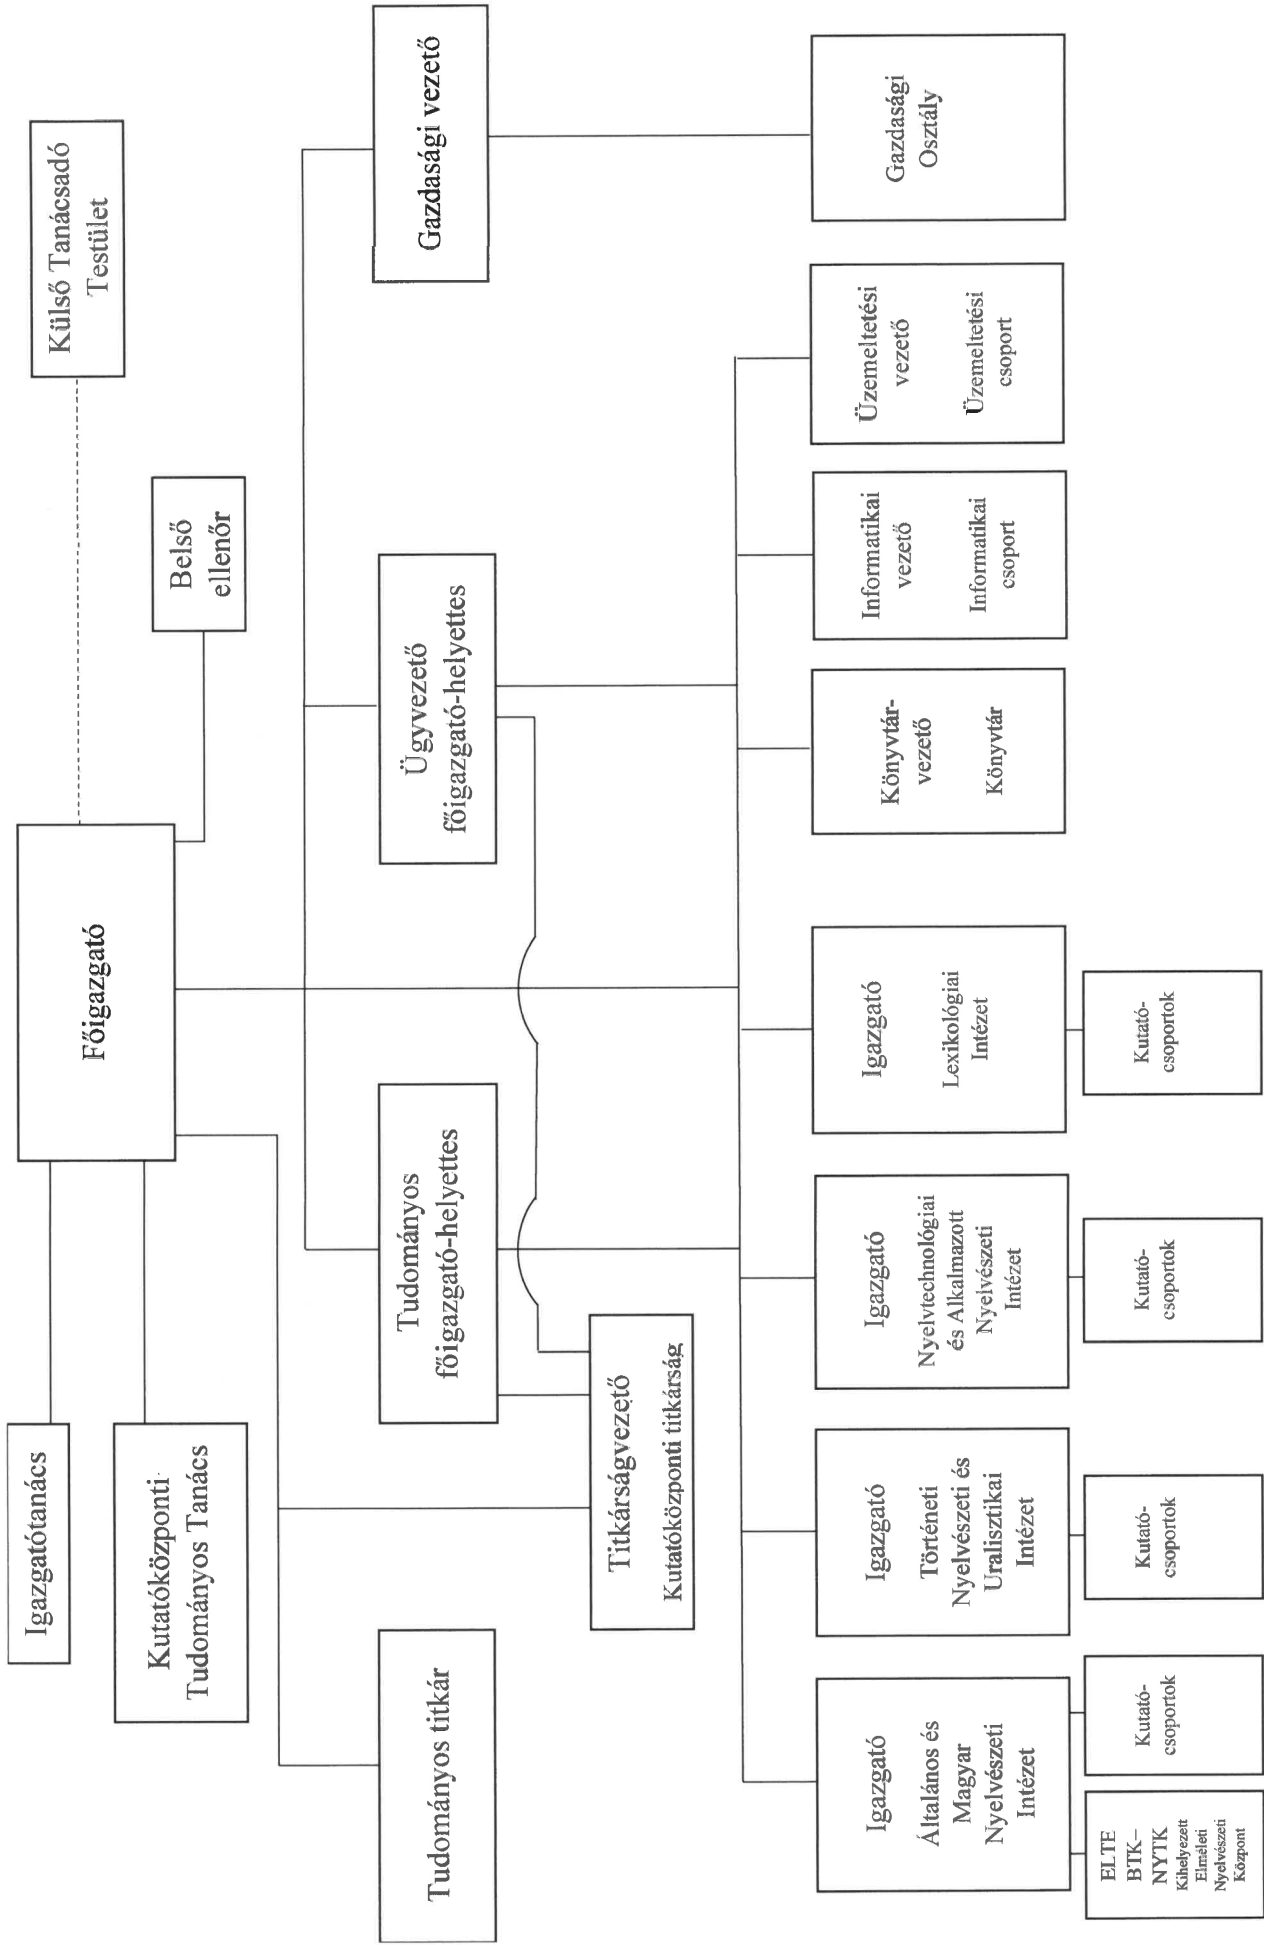 Főigazgató
Külső Tanácsadó
Testület
Belső
ellenőr
Igazgatótanács
Kutatóközponti
Tudományos Tanács
Tudományos titkár
Tudományos
főigazgató-helyettes
Ügyvezető
főigazgató-helyettes
Gazdasági vezető
Titkárságvezető
Kutatóközponti titkárság
Igazgató
Általános és
Magyar
Nyelvészeti
Intézet
Igazgató
Történeti
Nyelvészeti és
Uralisztikai
Intézet
Igazgató
Nyelvtechnológiai
és Alkalmazott
Nyelvészeti
Intézet
Igazgató
Lexikológiai
Intézet
Könyvtár-
vezető
Könyvtár
Informatikai
vezető
Informatikai
csoport
Üzemeltetési
vezető
Üzemeltetési
csoport
Gazdasági
Osztály
ELTE
BTK–
NYTK
Kihelyezett
Elméleti
Nyelvészeti
Központ
Kutató-
csoportok
Kutató-
csoportok
Kutató-
csoportok
Kutató-
csoportok